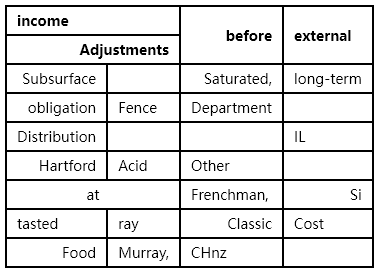 income
before external
Adjustments
Subsurface Saturated, long-term
obligation Fence Department
Distribution IL
Hartford Acid Other
at Frenchman, Si
tasted ray Classic Cost
Food Murray, CHnz